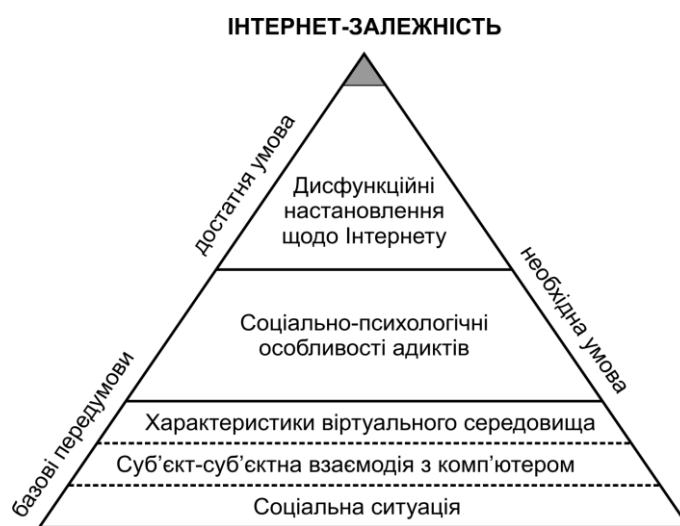 ІНТЕРНЕТ-ЗАЛЕЖНІСТЬ
достатня умова
Дисфункційні
настановлення
щодо Інтернету
необхідна умова
Соціально-психологічні
особливості адиктів
базові передумови
Характеристики віртуального середовища
Суб’єкт-суб’єктна взаємодія з комп’ютером
Соціальна ситуація